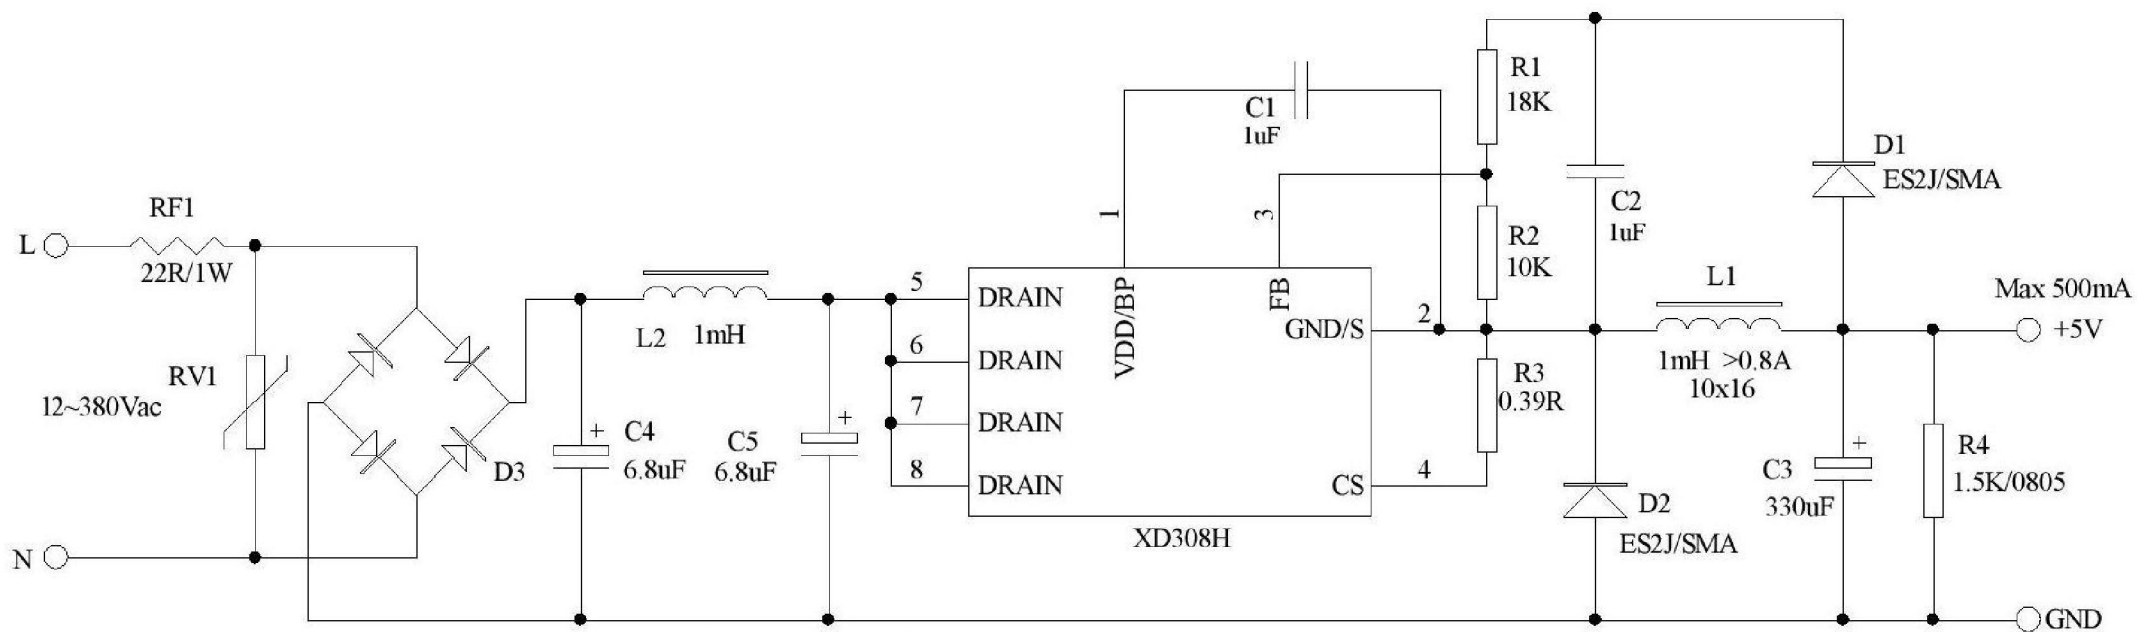 L
RF1
22R/1W
RV1
12~380Vac
N
D3
L2 1mH
+ C4
6.8uF
+
C5
6.8uF
5
6
7
8
DRAIN
DRAIN
DRAIN
DRAIN
1
VDD/BP
3
FB
GND/S
2
CS
4
XD308H
C1
1uF
R1
18K
R2
10K
R3
0.39R
C2
1uF
D1
ES2J/SMA
D2
ES2J/SMA
L1
1mH >0.8A
10x16
+
C3
330uF
R4
1.5K/0805
Max 500mA
+5V
GND